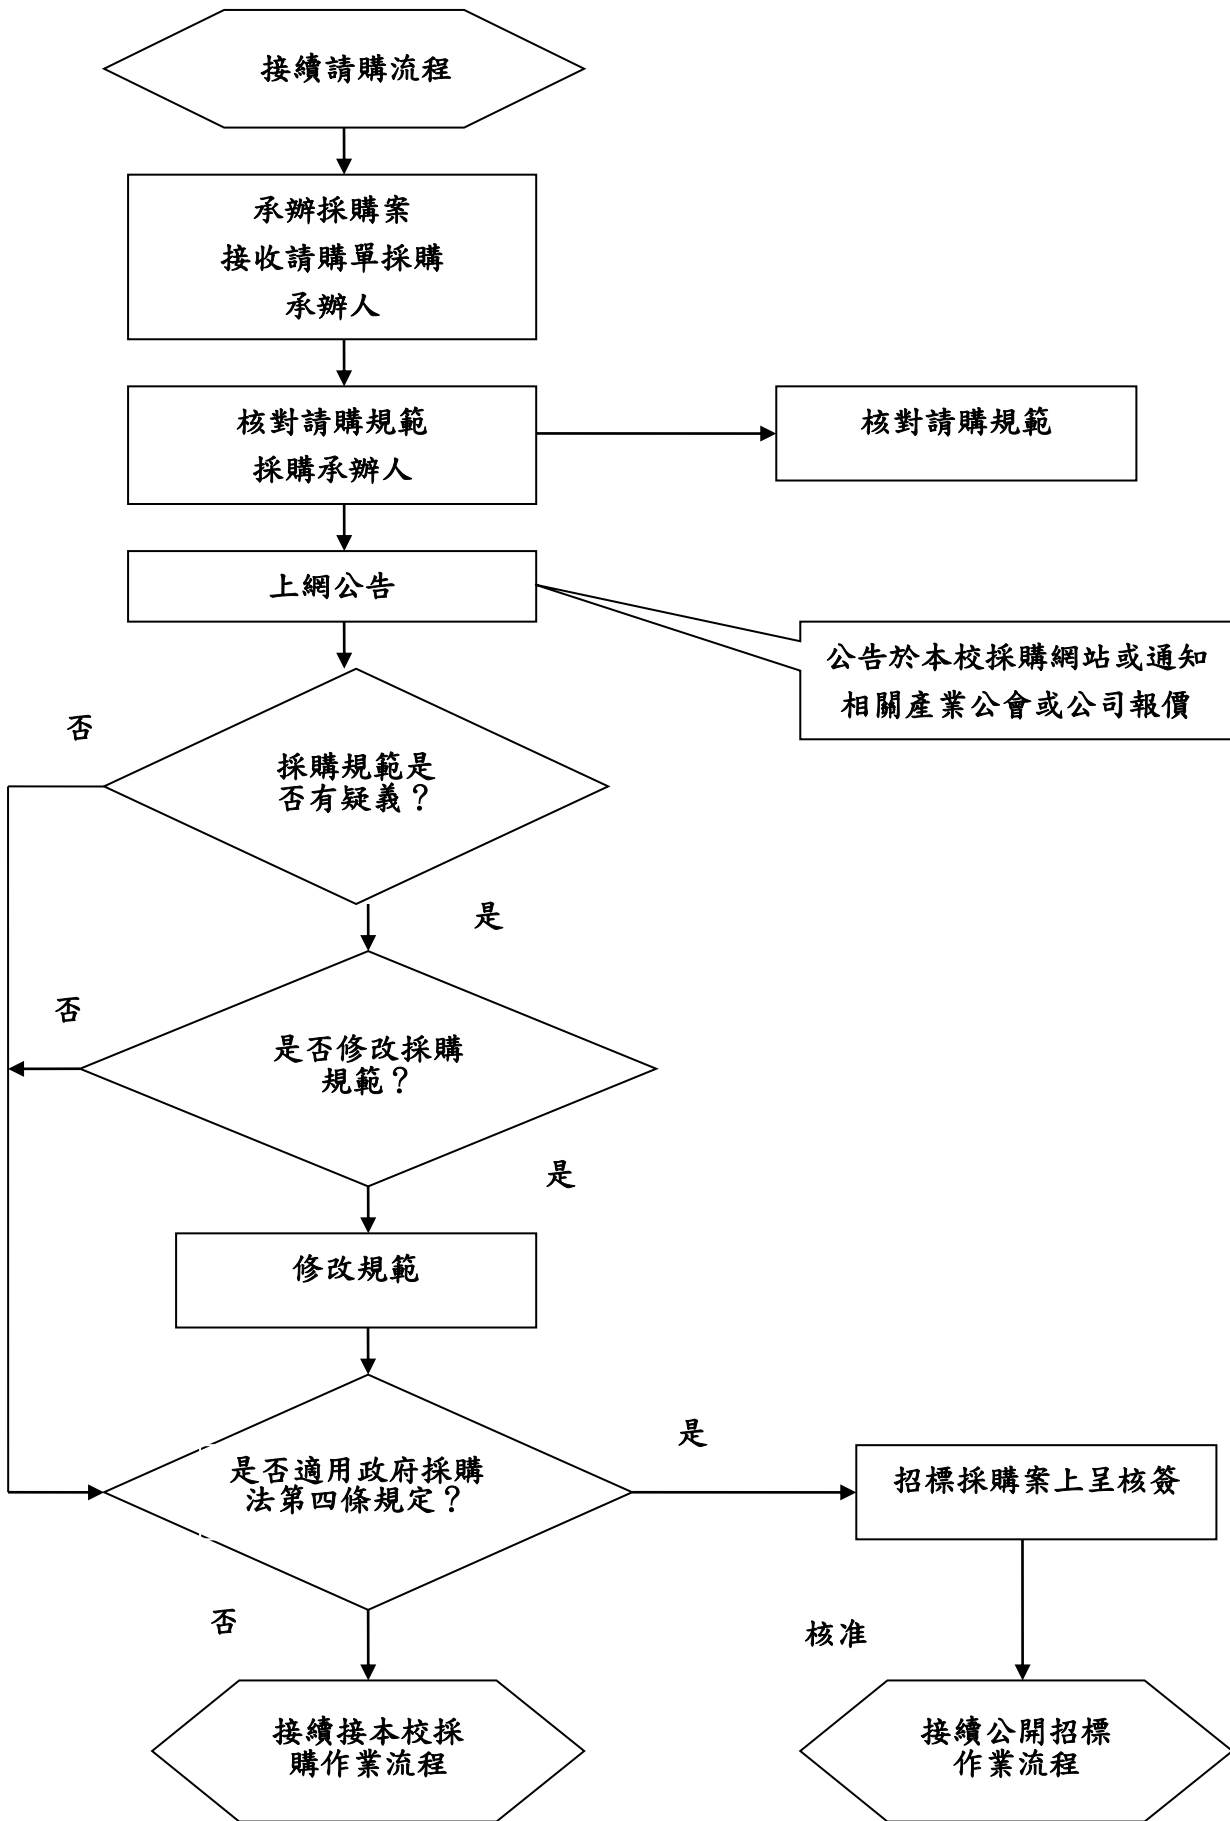 接續請購流程
承辦採購案
接收請購單採購
承辦人
核對請購規範
採購承辦人
核對請購規範
上網公告
公告於本校採購網站或通知
相關產業公會或公司報價
否
採購規範是
否有疑義？
是
否
是否修改採購
規範？
是
修改規範
是
是否適用政府採購
法第四條規定？
招標採購案上呈核簽
否
核准
接續接本校採
購作業流程
接續公開招標
作業流程